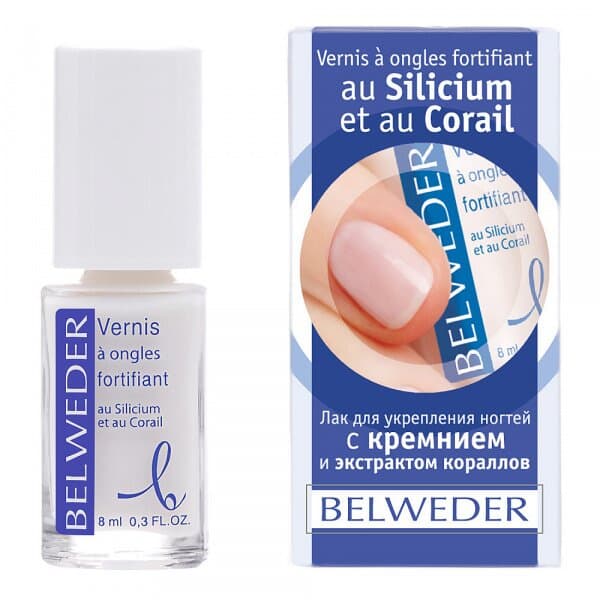 BELWEDER
Vernis
à ongles
fortifiant
au Silicium
et au Corail
b
8 ml 0,3 FL.OZ.
Vernis à ongles fortifiant
au Silicium
et au Corail
BELWEDER
Vernis
à ongles
fortifiant
au Silicium
et au Corail
b
8 ml
Лак для укрепления ногтей
с кремнием
и экстрактом кораллов
BELWEDER